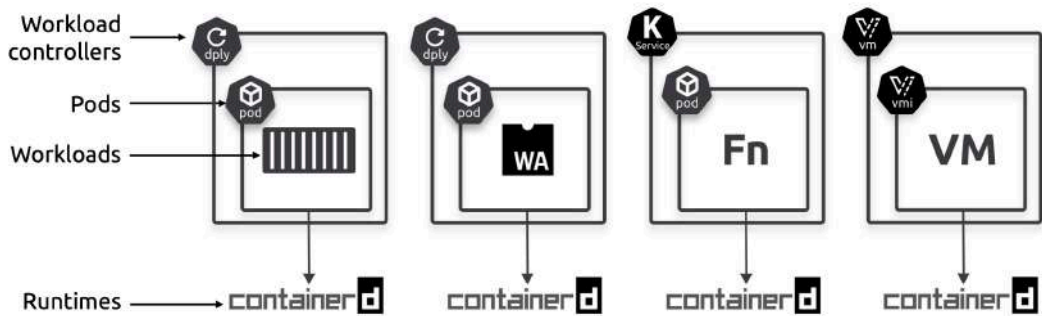 Workload
controllers
dply
dply
K
Service
vm
Pods
pod
pod
pod
vmi
Workloads
WA
Fn
VM
Runtimes
containerd
containerd
containerd
containerd